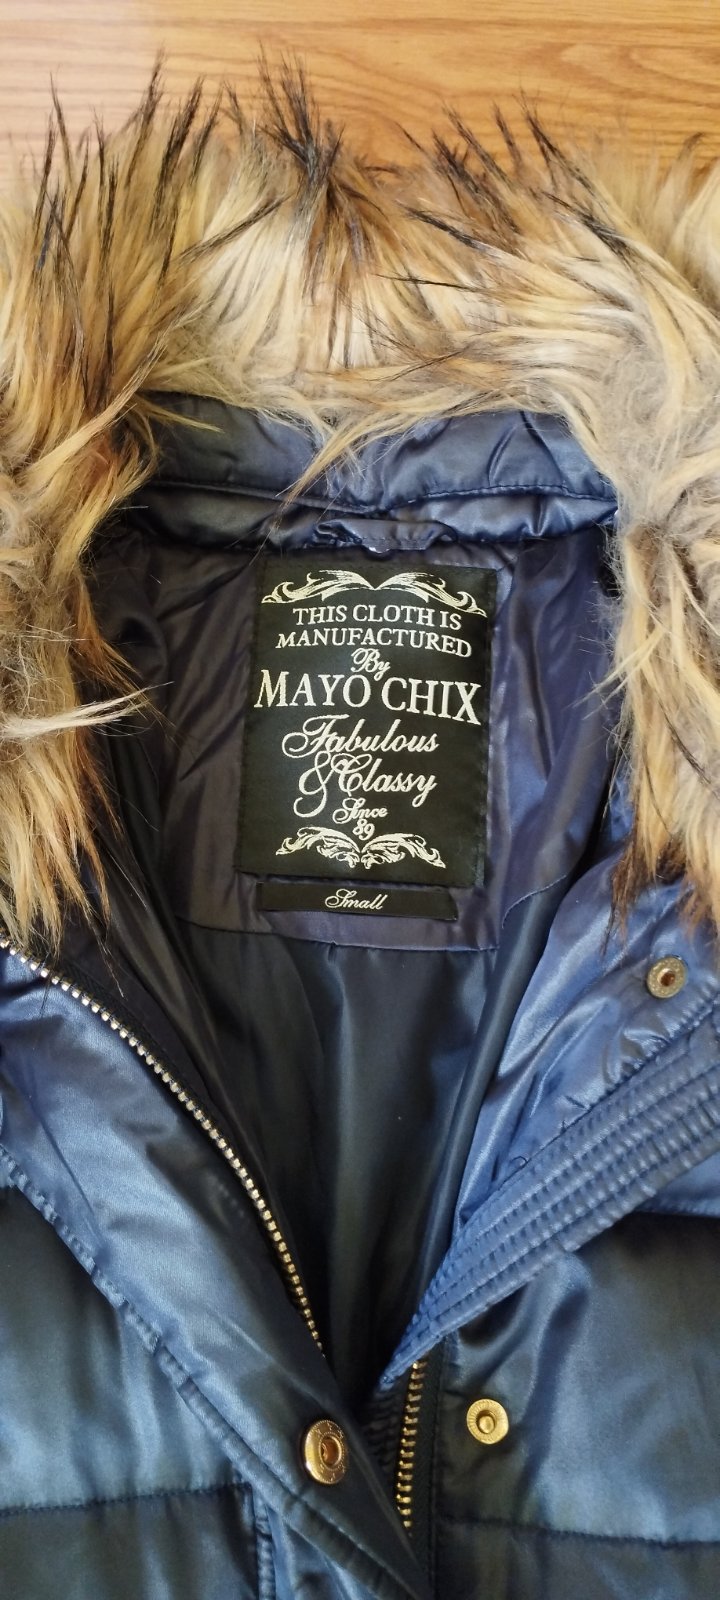 THIS CLOTH IS
MANUFACTURED
By
MAYO CHIX
Fabulous
& Classy
Since
89
Small